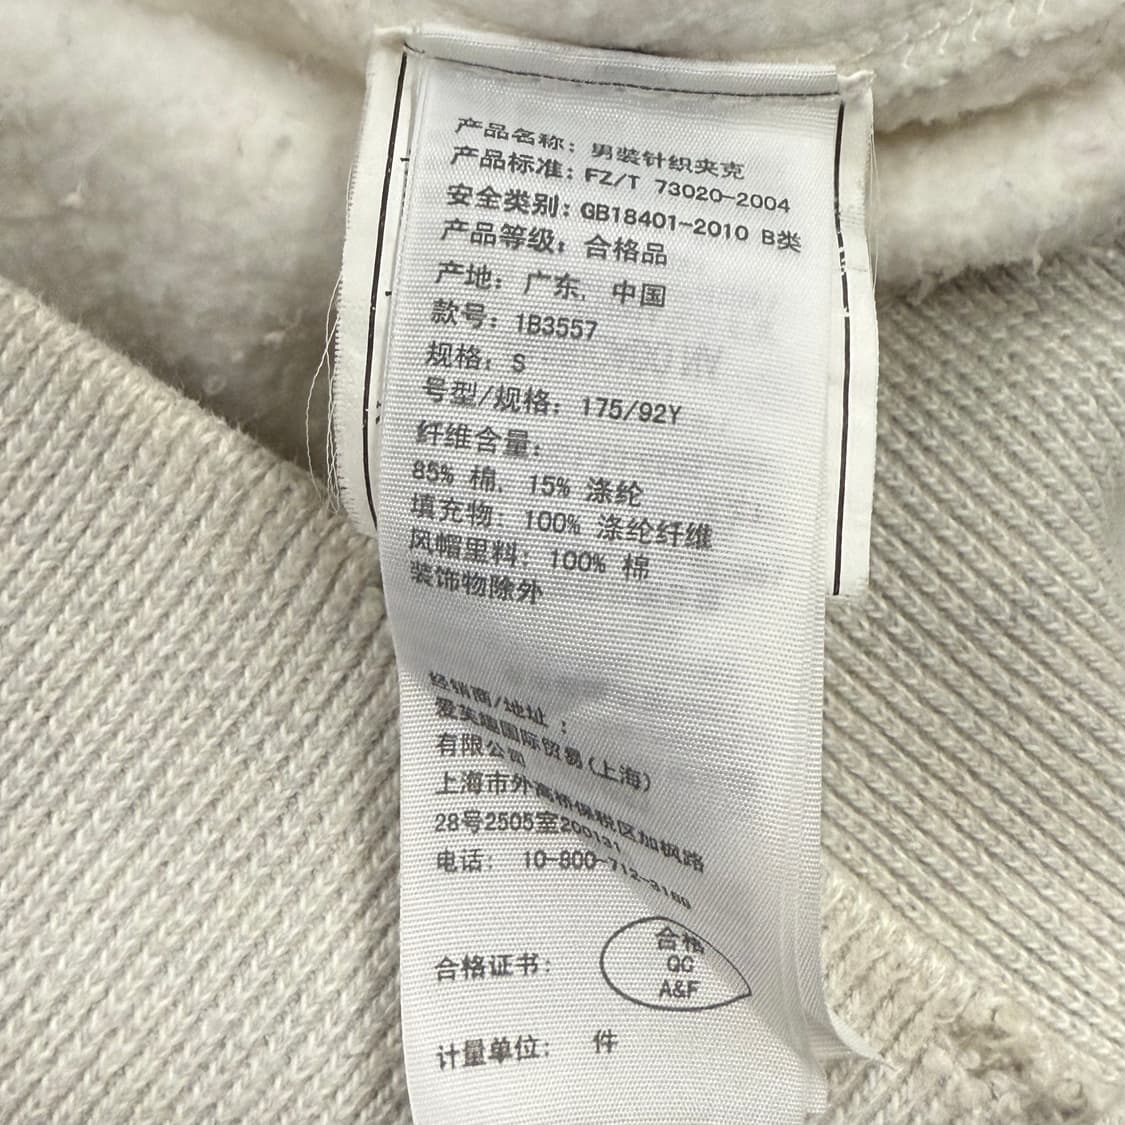 产品名称: 男装针织夹克
产品标准: FZ/T 73020-2004
安全类别: GB18401-2010 B类
产品等级: 合格品
产地: 广东, 中国
款号: 1B3557
规格: S
号型/规格: 175/92Y
纤维含量:
85% 棉, 15% 涤纶
填充物: 100% 涤纶纤维
风帽里料: 100% 棉
装饰物除外
经销商/地址 :
爱芙趣国际贸易(上海)
有限公司
上海市外高桥保税区加枫路
28号2505室200131
电话: 10-800-712-3160
合格证书:
合格
QC
A&F
计量单位: 件